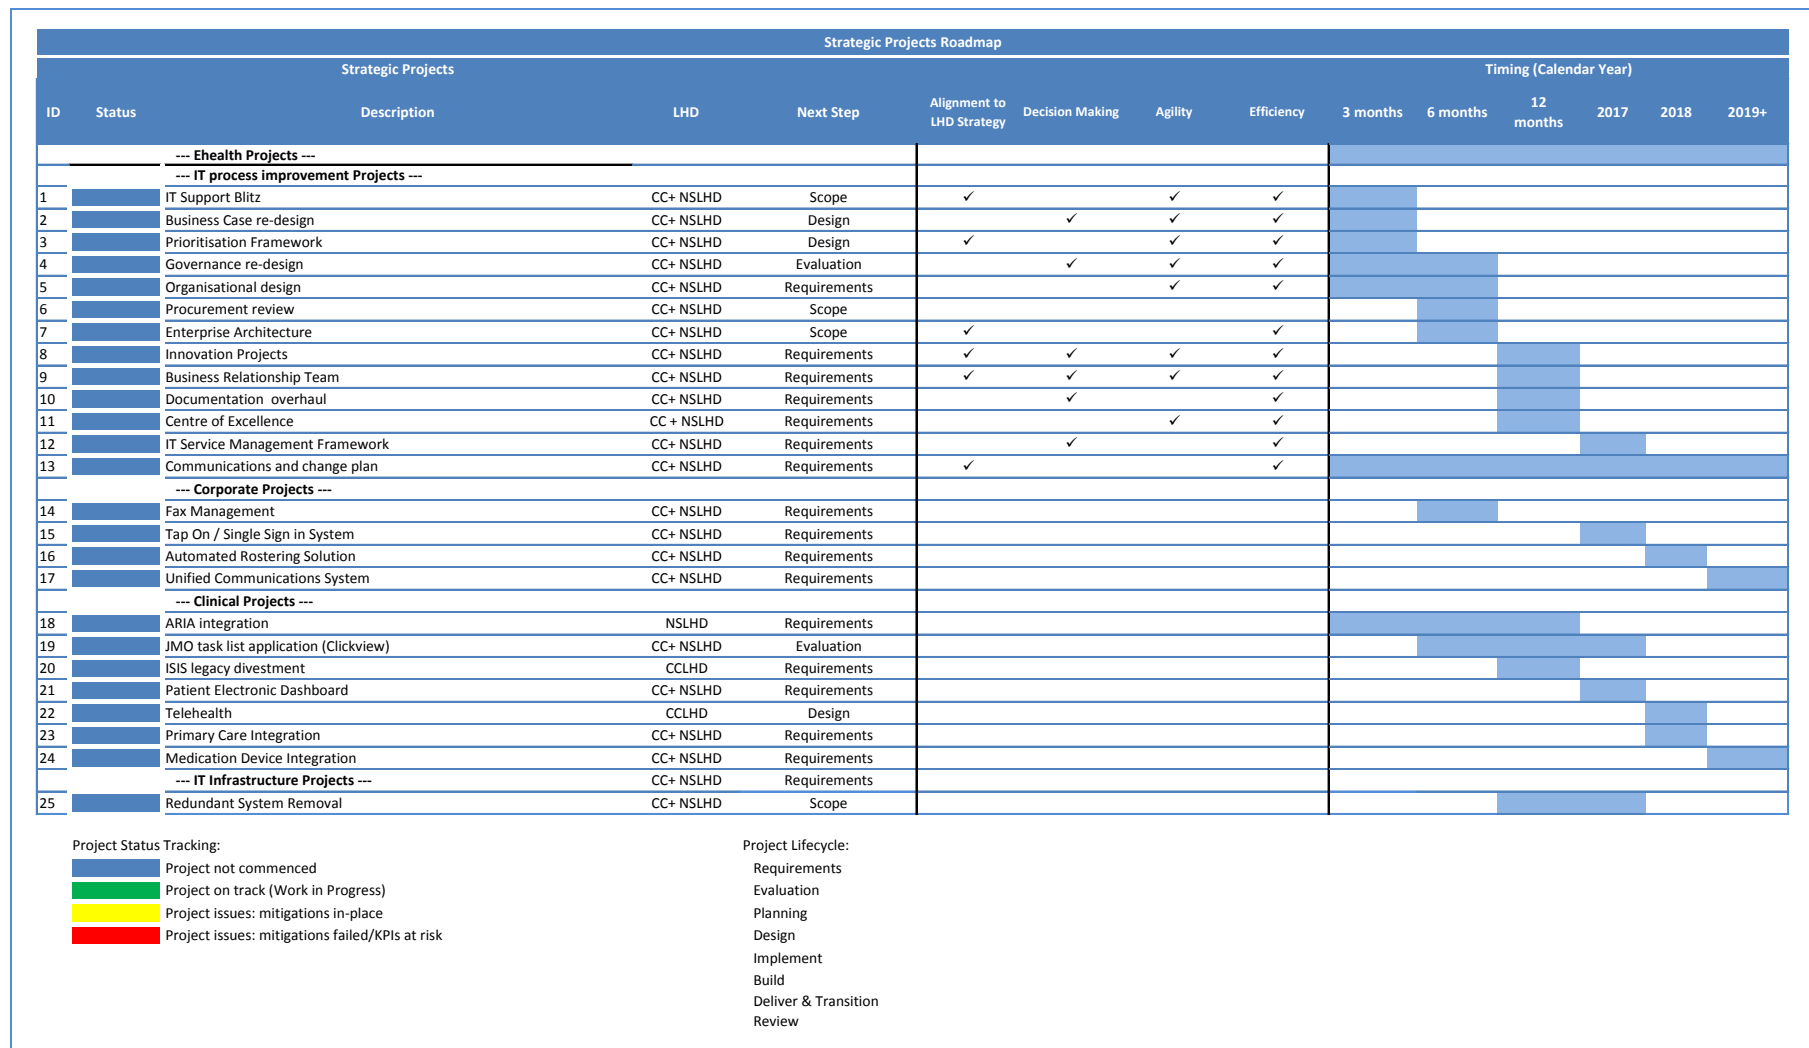 Strategic Projects Roadmap
Strategic Projects Timing (Calendar Year)
ID Status Description LHD Next Step Alignment to LHD Strategy Decision Making Agility Efficiency 3 months 6 months 12 months 2017 2018 2019+
--- Ehealth Projects ---
--- IT process improvement Projects ---
1 IT Support Blitz CC+ NSLHD Scope ✓ ✓ ✓
2 Business Case re-design CC+ NSLHD Design ✓ ✓ ✓
3 Prioritisation Framework CC+ NSLHD Design ✓ ✓ ✓
4 Governance re-design CC+ NSLHD Evaluation ✓ ✓ ✓
5 Organisational design CC+ NSLHD Requirements ✓ ✓
6 Procurement review CC+ NSLHD Scope
7 Enterprise Architecture CC+ NSLHD Scope ✓ ✓
8 Innovation Projects CC+ NSLHD Requirements ✓ ✓ ✓ ✓
9 Business Relationship Team CC+ NSLHD Requirements ✓ ✓ ✓ ✓
10 Documentation overhaul CC+ NSLHD Requirements ✓ ✓
11 Centre of Excellence CC + NSLHD Requirements ✓ ✓
12 IT Service Management Framework CC+ NSLHD Requirements ✓ ✓
13 Communications and change plan CC+ NSLHD Requirements ✓ ✓
--- Corporate Projects ---
14 Fax Management CC+ NSLHD Requirements
15 Tap On / Single Sign in System CC+ NSLHD Requirements
16 Automated Rostering Solution CC+ NSLHD Requirements
17 Unified Communications System CC+ NSLHD Requirements
--- Clinical Projects ---
18 ARIA integration NSLHD Requirements
19 JMO task list application (Clickview) CC+ NSLHD Evaluation
20 ISIS legacy divestment CCLHD Requirements
21 Patient Electronic Dashboard CC+ NSLHD Requirements
22 Telehealth CCLHD Design
23 Primary Care Integration CC+ NSLHD Requirements
24 Medication Device Integration CC+ NSLHD Requirements
--- IT Infrastructure Projects --- CC+ NSLHD Requirements
25 Redundant System Removal CC+ NSLHD Scope
Project Status Tracking:
Project not commenced
Project on track (Work in Progress)
Project issues: mitigations in-place
Project issues: mitigations failed/KPIs at risk
Project Lifecycle:
Requirements
Evaluation
Planning
Design
Implement
Build
Deliver & Transition
Review